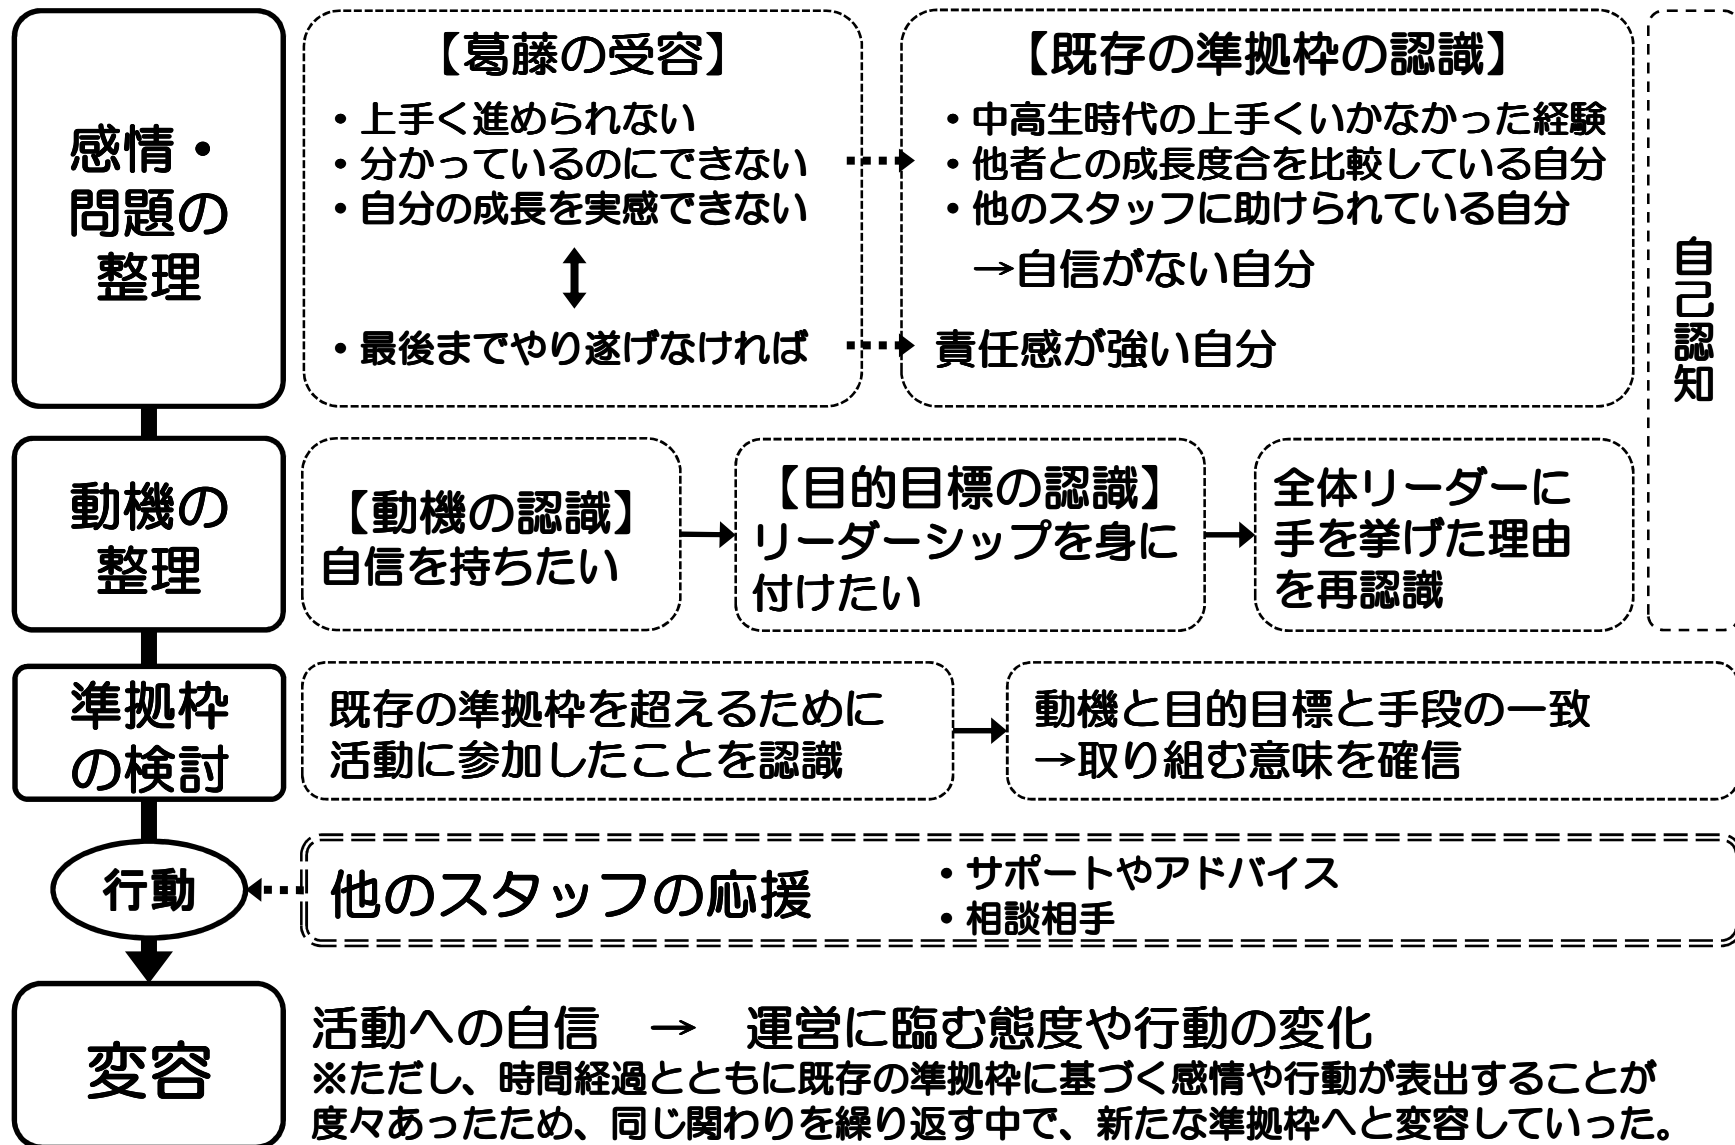 感情・
問題の
整理
【葛藤の受容】
・上手く進められない
・分かっているのにできない
・自分の成長を実感できない
・最後までやり遂げなければ
【既存の準拠枠の認識】
・中高生時代の上手くいかなかった経験
・他者との成長度合を比較している自分
・他のスタッフに助けられている自分
→自信がない自分
責任感が強い自分
自己認知
動機の
整理
【動機の認識】
自信を持ちたい
【目的目標の認識】
リーダーシップを身に
付けたい
全体リーダーに
手を挙げた理由
を再認識
準拠枠
の検討
既存の準拠枠を超えるために
活動に参加したことを認識
動機と目的目標と手段の一致
→取り組む意味を確信
行動
他のスタッフの応援
・サポートやアドバイス
・相談相手
変容
活動への自信　→　運営に臨む態度や行動の変化
※ただし、時間経過とともに既存の準拠枠に基づく感情や行動が表出することが
度々あったため、同じ関わりを繰り返す中で、新たな準拠枠へと変容していった。